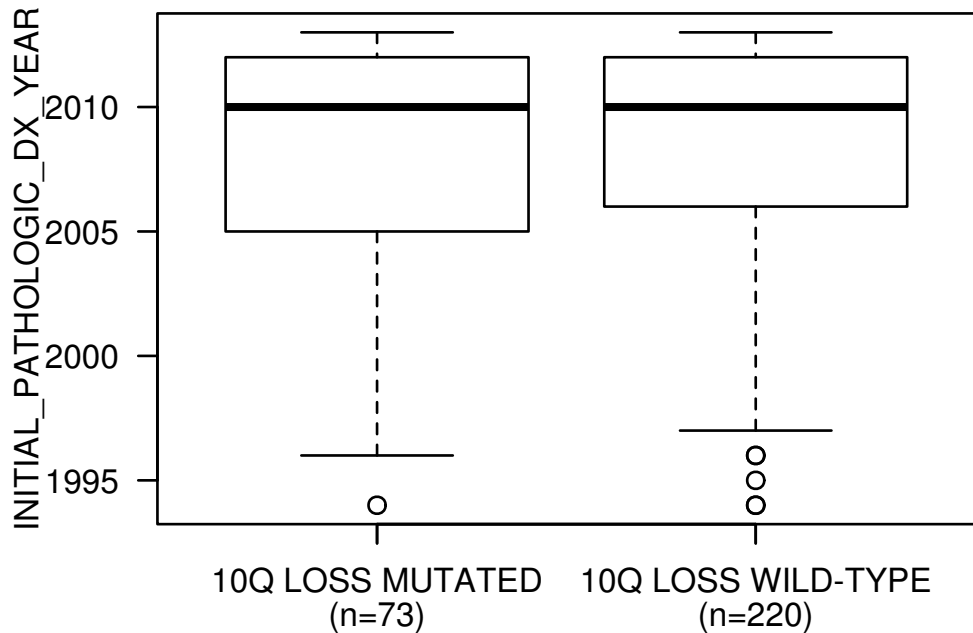 INITIAL_PATHOLOGIC_DX_YEAR
2010
2005
2000
1995
10Q LOSS MUTATED
(n=73)
10Q LOSS WILD-TYPE
(n=220)